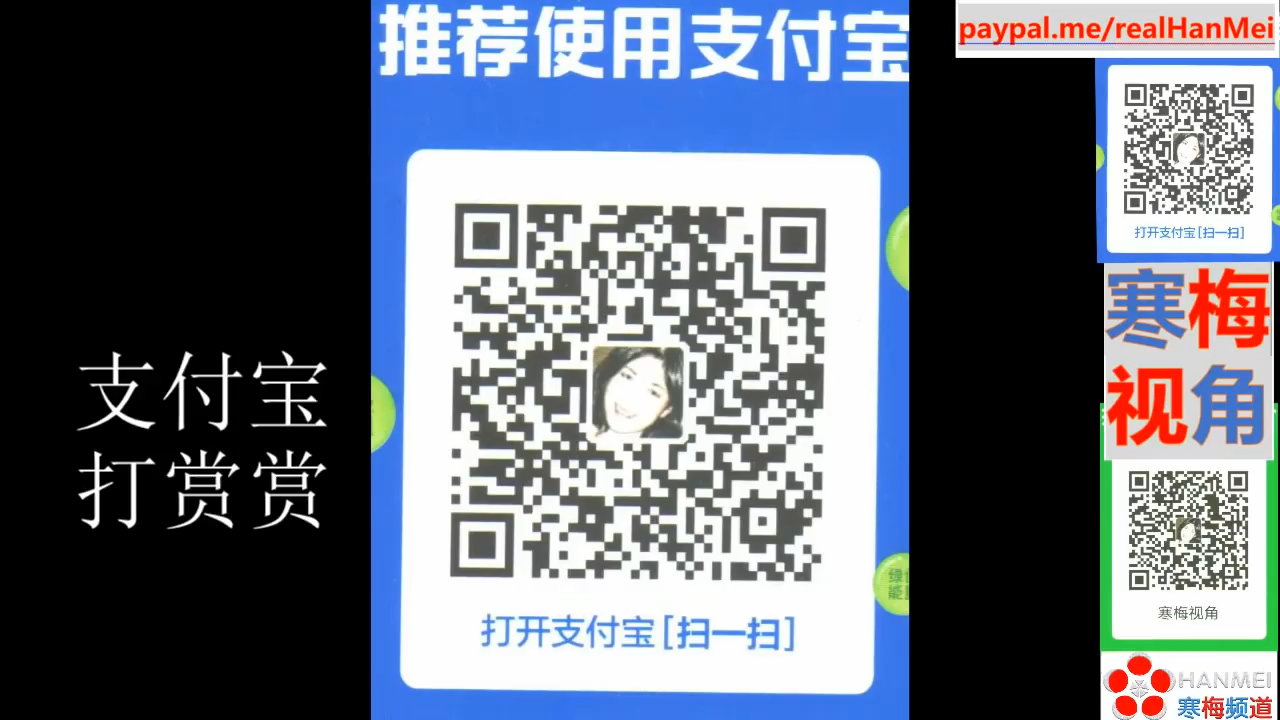 推荐使用支付宝
支付宝
打赏赏
打开支付宝[扫一扫]
paypal.me/realHanMei
打开支付宝[扫一扫]
寒梅
视角
寒梅视角
HANMEI
寒梅频道